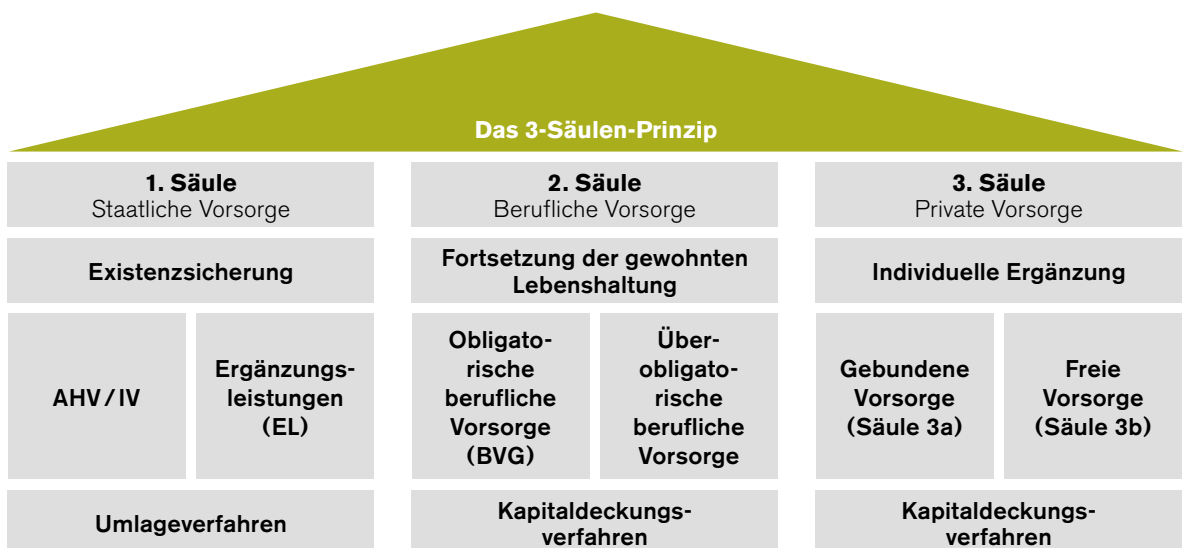 Das 3-Säulen-Prinzip
1. Säule
Staatliche Vorsorge
2. Säule
Berufliche Vorsorge
3. Säule
Private Vorsorge
Existenzsicherung
Fortsetzung der gewohnten
Lebenshaltung
Individuelle Ergänzung
AHV/IV
Ergänzungs-
leistungen
(EL)
Obligato-
rische
berufliche
Vorsorge
(BVG)
Über-
obligato-
rische
berufliche
Vorsorge
Gebundene
Vorsorge
(Säule 3a)
Freie
Vorsorge
(Säule 3b)
Umlageverfahren
Kapitaldeckungs-
verfahren
Kapitaldeckungs-
verfahren